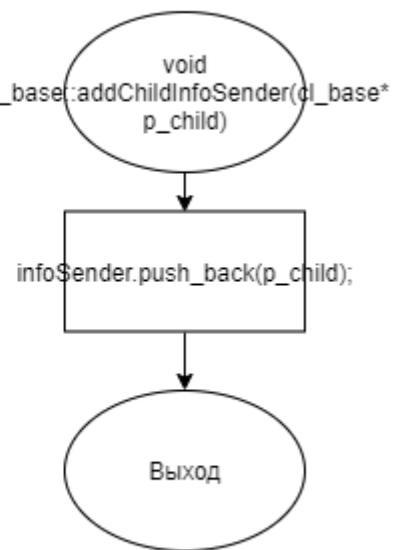 void
_base::addChildInfoSender(cl_base*
p_child)
infoSender.push_back(p_child);
Выход